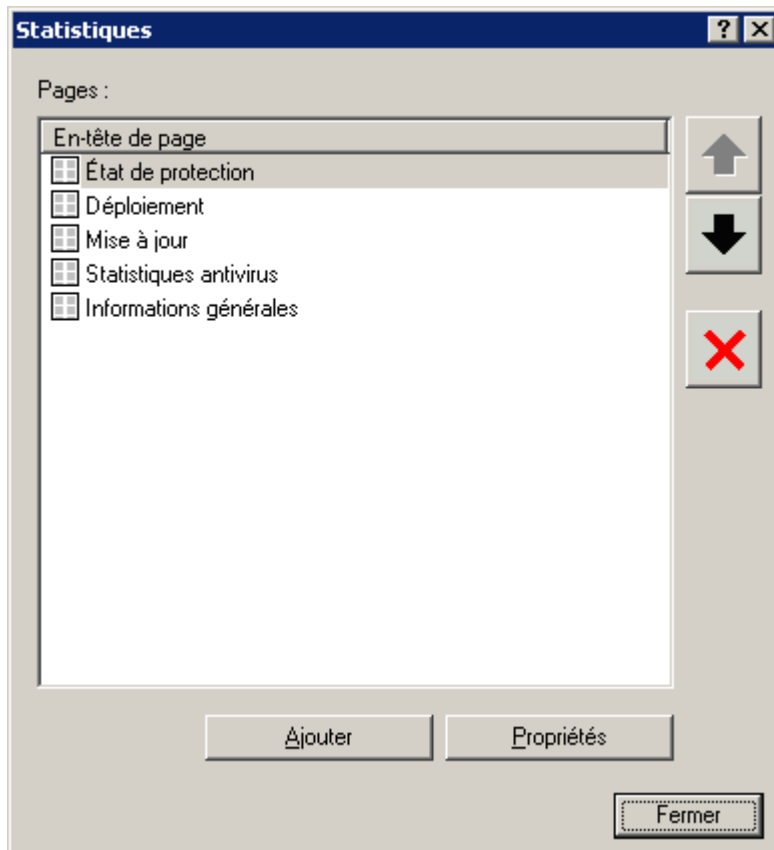 Statistiques
Pages :
En-tête de page
État de protection
Déploiement
Mise à jour
Statistiques antivirus
Informations générales
Ajouter
Propriétés
Fermer